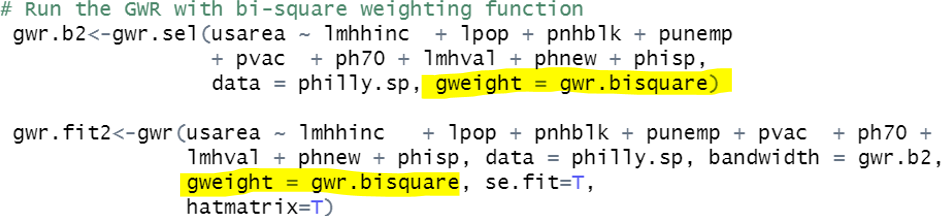 # Run the GWR with bi-square weighting function
gwr.b2<-gwr.sel(usarea ~ lmhhinc + lpop + pnhblk + punemp
+ pvac + ph70 + lmhval + phnew + phisp,
data = philly.sp, gweight = gwr.bisquare)
gwr.fit2<-gwr(usarea ~ lmhhinc + lpop + pnhblk + punemp + pvac + ph70 +
lmhval + phnew + phisp, data = philly.sp, bandwidth = gwr.b2,
gweight = gwr.bisquare, se.fit=T,
hatmatrix=T)